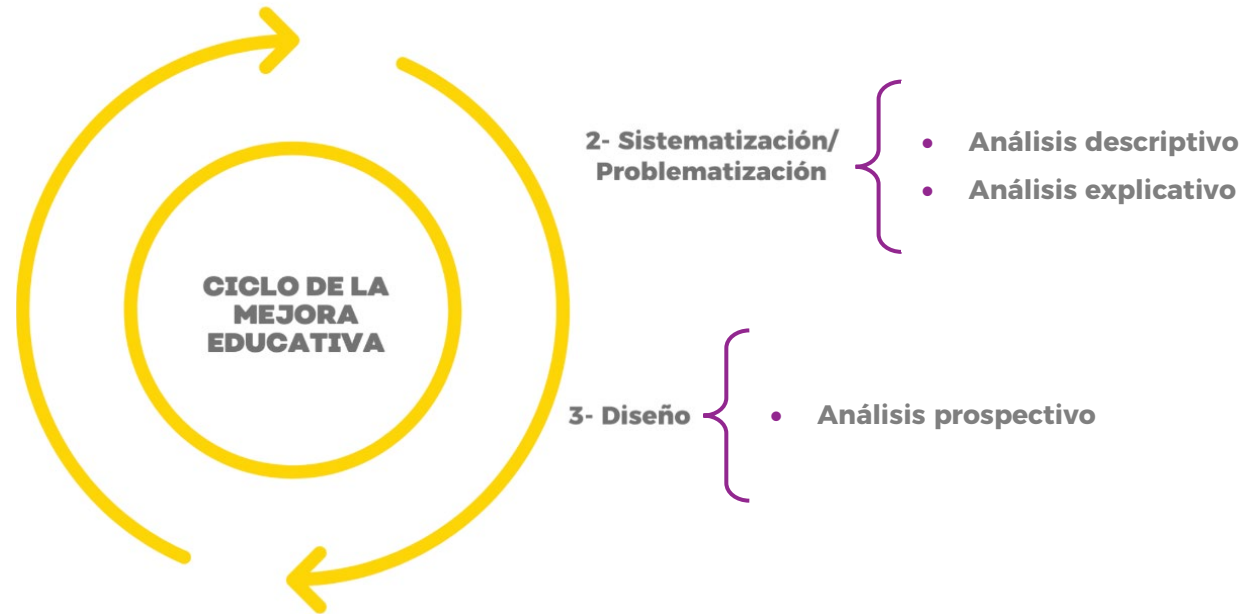 CICLO DE LA
MEJORA
EDUCATIVA
2- Sistematización/
Problematización
• Análisis descriptivo
• Análisis explicativo
3- Diseño
• Análisis prospectivo